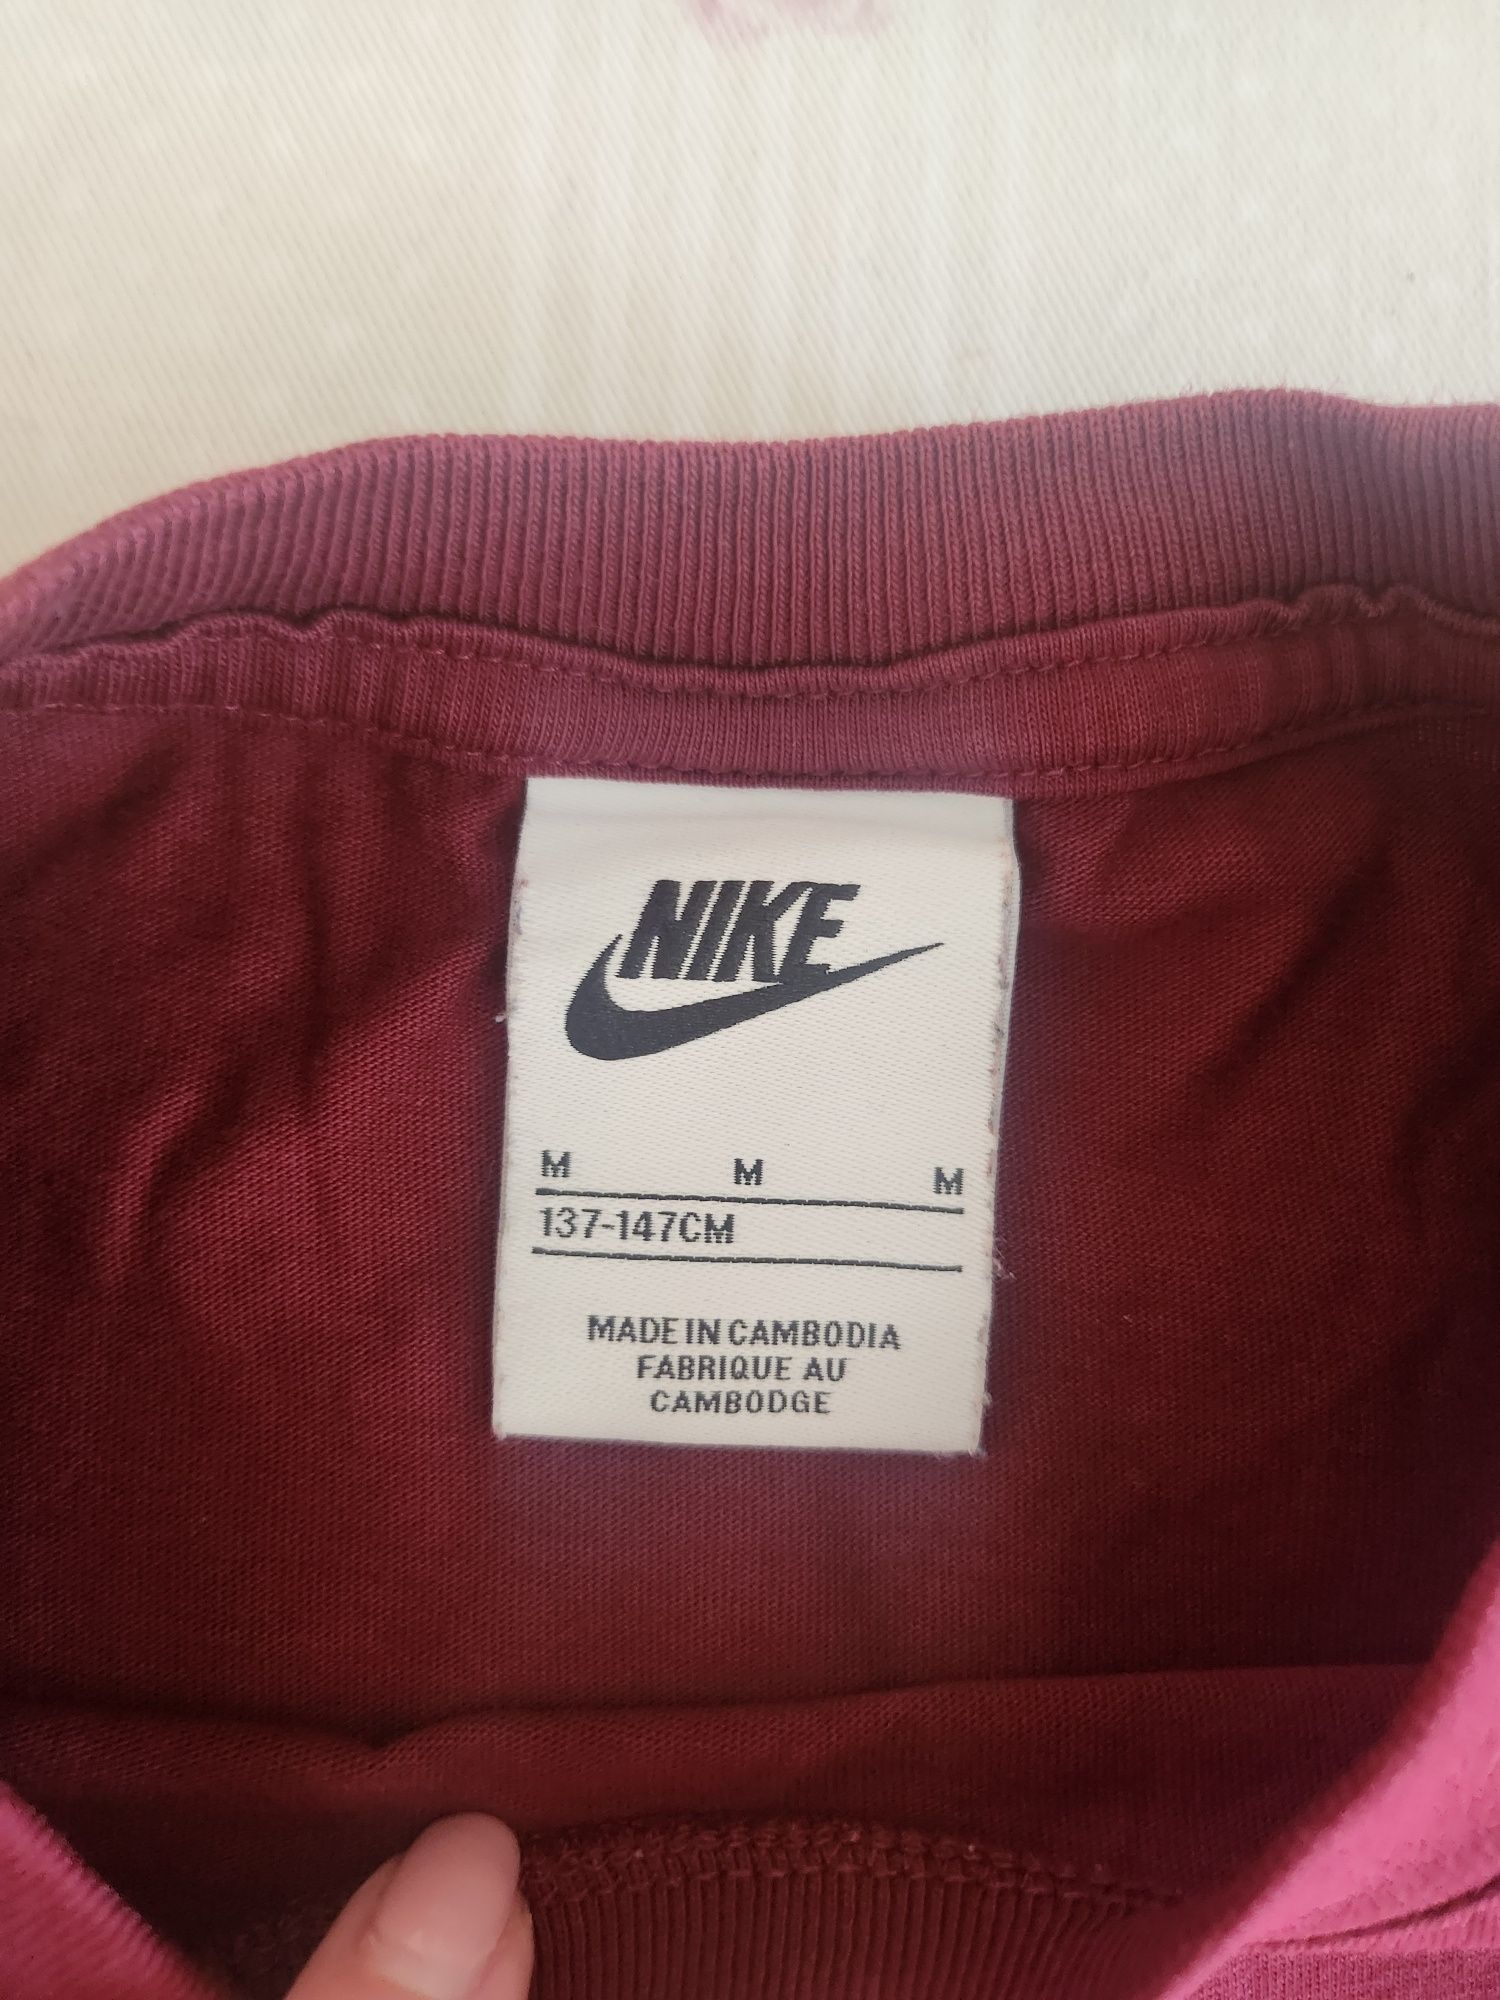 NIKE
M M M
137-147CM
MADE IN CAMBODIA
FABRIQUE AU
CAMBODGE